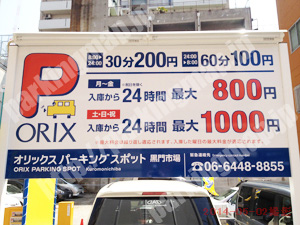 P
ORIX
8:00〜24:00 30分200円 24:00〜8:00 60分100円
月〜金
入庫から24時間 最大 800円
土・日・祝
入庫から24時間 最大 1000円
オリックス パーキング スポット 黒門市場
ORIX PARKING SPOT Kuromonichiba
☎06-6448-8855